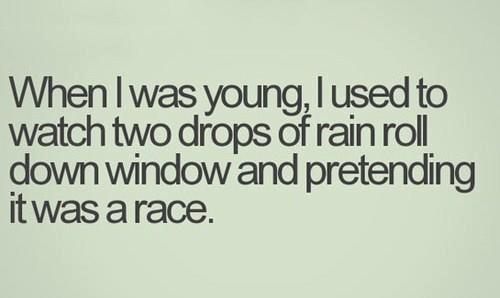 When I was young, I used to
watch two drops of rain roll
down window and pretending
it was a race.